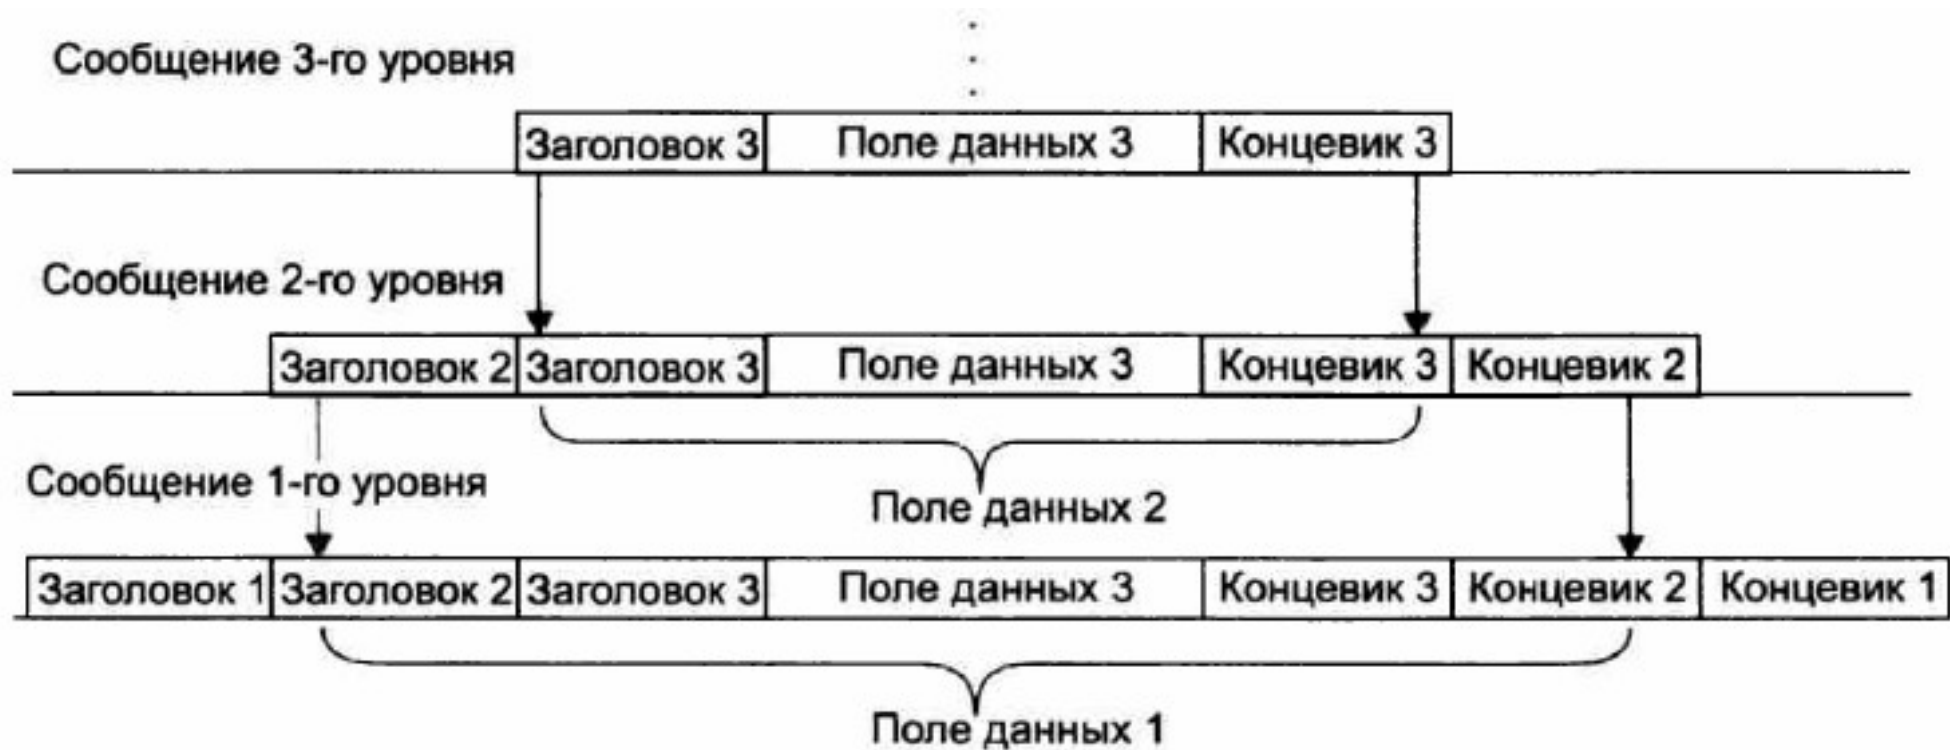 Сообщение 3-го уровня
Заголовок 3 Поле данных 3 Концевик 3
Сообщение 2-го уровня
Заголовок 2 Заголовок 3 Поле данных 3 Концевик 3 Концевик 2
Сообщение 1-го уровня
Поле данных 2
Заголовок 1 Заголовок 2 Заголовок 3 Поле данных 3 Концевик 3 Концевик 2 Концевик 1
Поле данных 1